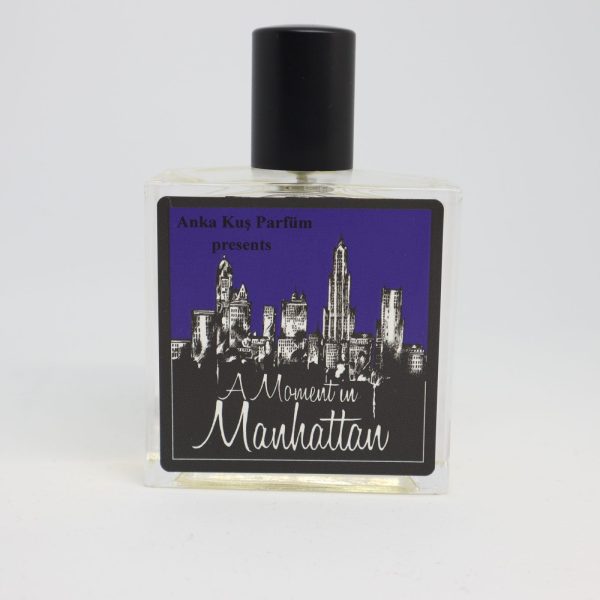 Anka Kuş Parfüm
presents
A Moment in
Manhattan